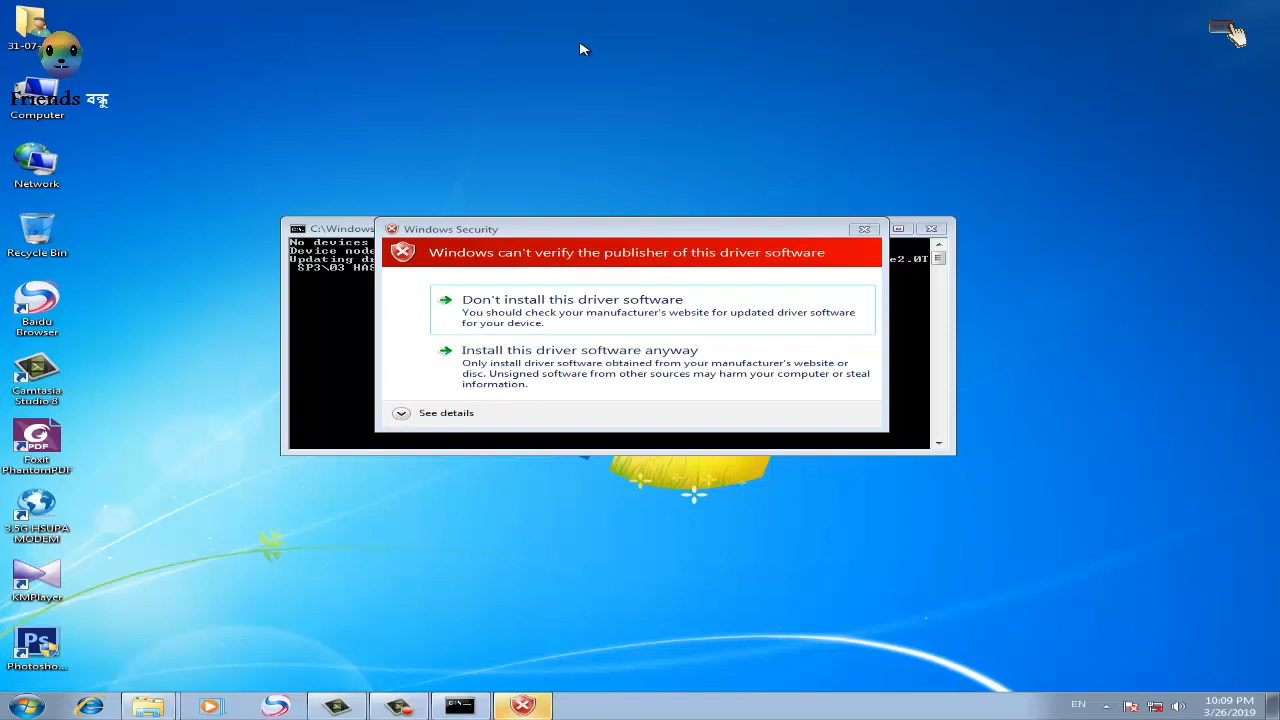 31-07-
Friends বন্ধু
Computer
Network
Recycle Bin
Baidu
Browser
Camtasia
Studio 8
PDF
Foxit
PhantomPDF
3.5G HSUPA
MODEM
KMPlayer
Ps
Photosho...
C:\Windows
No devices
Device node
Updating dr
e2.0T
SP3\03 HAS
Windows Security
Windows can't verify the publisher of this driver software
Don't install this driver software
You should check your manufacturer's website for updated driver software
for your device.
Install this driver software anyway
Only install driver software obtained from your manufacturer's website or
disc. Unsigned software from other sources may harm your computer or steal
information.
See details
EN
10:09 PM
3/26/2019